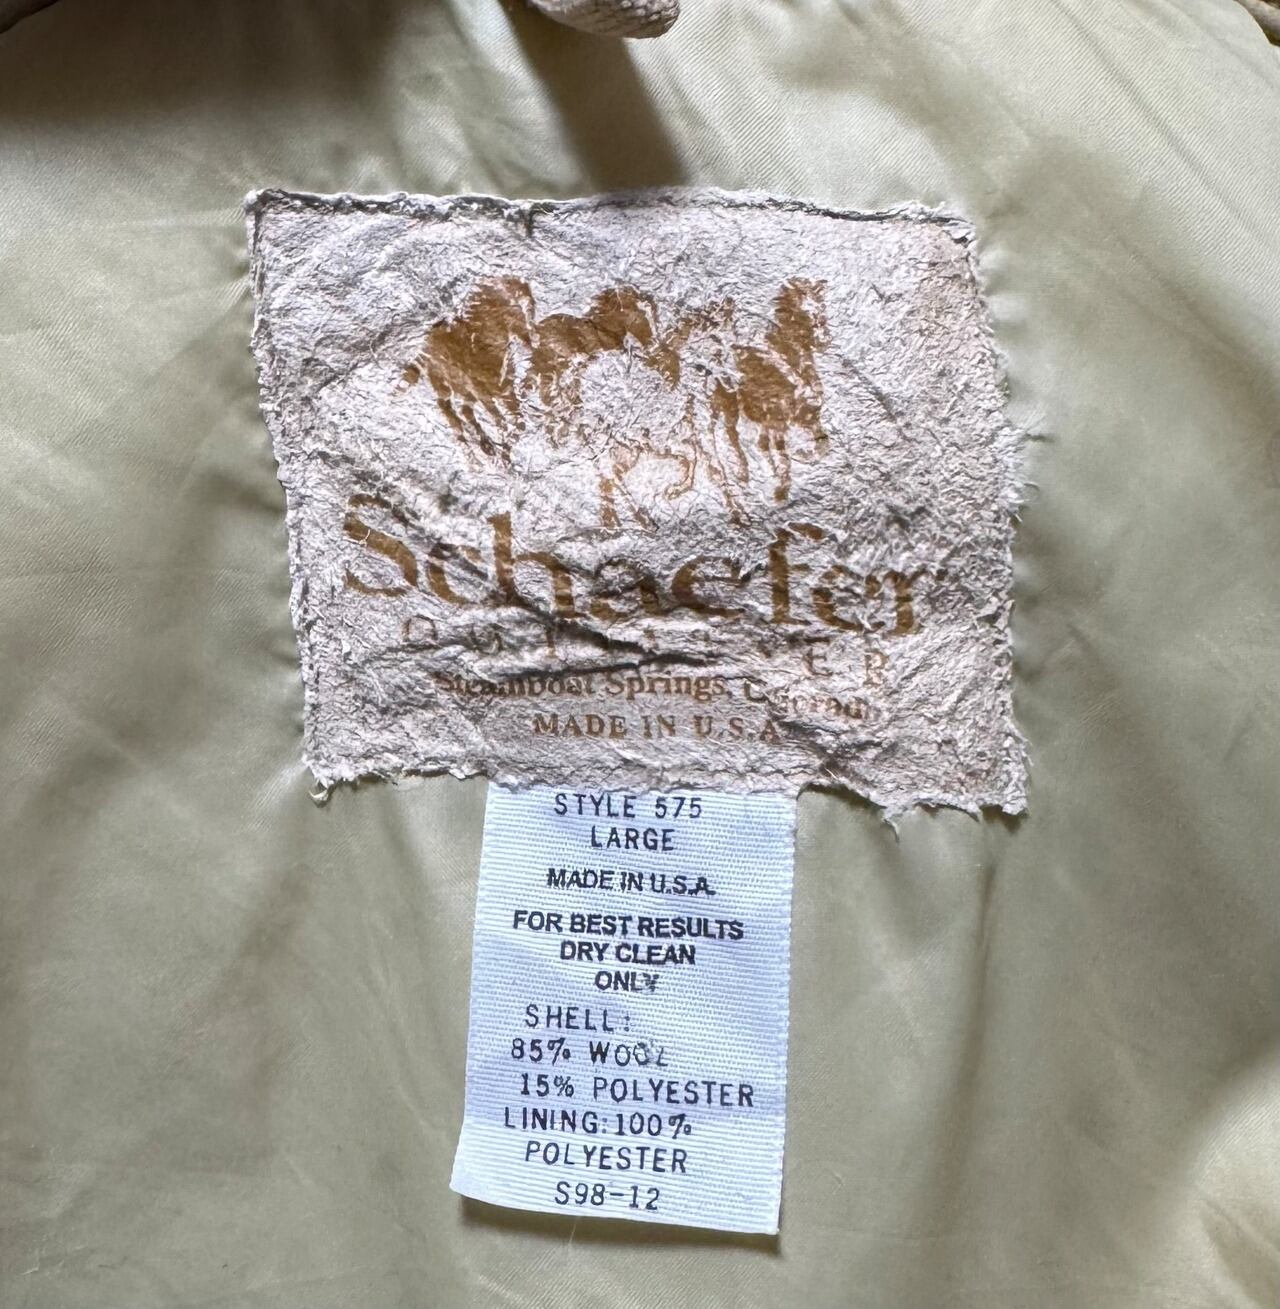 Schaefer
OUTFITTER
Steamboat Springs, Colorado
MADE IN U.S.A
STYLE 575
LARGE
MADE IN U.S.A.
FOR BEST RESULTS
DRY CLEAN
ONLY
SHELL:
85% WOOL
15% POLYESTER
LINING:100%
POLYESTER
S98-12